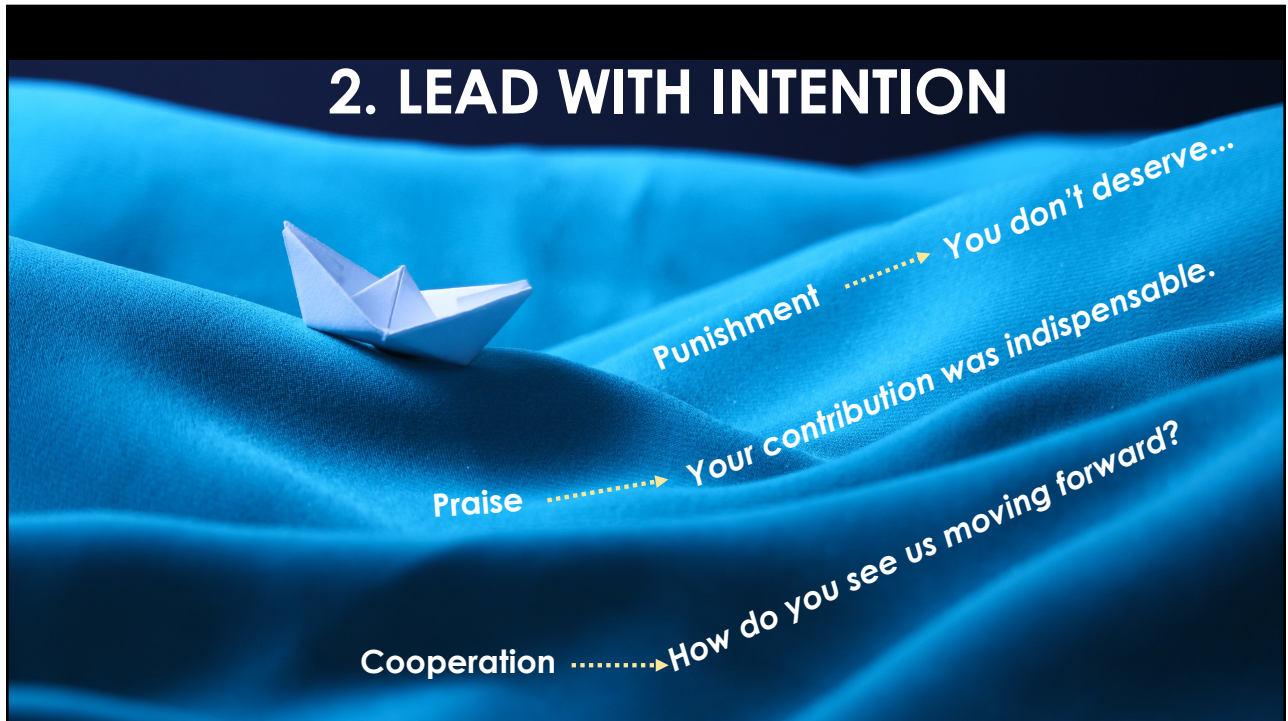 2. LEAD WITH INTENTION
Punishment You don't deserve...
Praise Your contribution was indispensable.
Cooperation How do you see us moving forward?